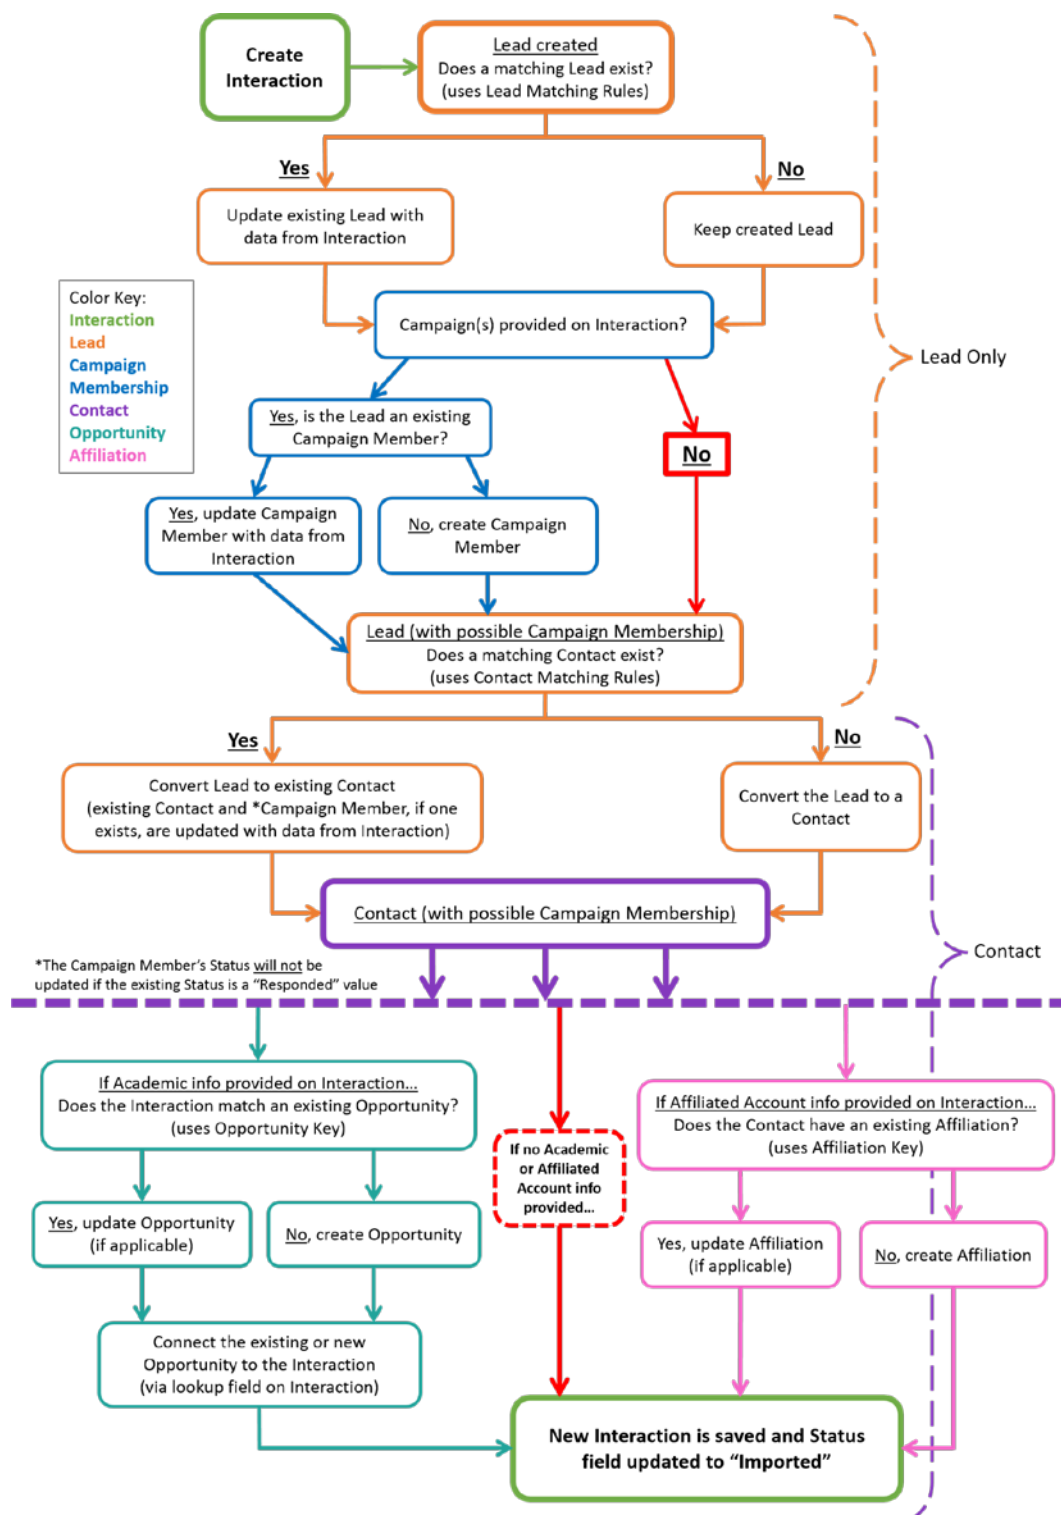 Create
Interaction
Lead created
Does a matching Lead exist?
(uses Lead Matching Rules)
Yes
No
Update existing Lead with
data from Interaction
Keep created Lead
Color Key:
Interaction
Lead
Campaign
Membership
Contact
Opportunity
Affiliation
Campaign(s) provided on Interaction?
Lead Only
Yes, is the Lead an existing
Campaign Member?
No
Yes, update Campaign
Member with data from
Interaction
No, create Campaign
Member
Lead (with possible Campaign Membership)
Does a matching Contact exist?
(uses Contact Matching Rules)
Yes
No
Convert Lead to existing Contact
(existing Contact and *Campaign Member, if one
exists, are updated with data from Interaction)
Convert the Lead to a
Contact
Contact (with possible Campaign Membership)
Contact
*The Campaign Member's Status will not be
updated if the existing Status is a "Responded" value
If Academic info provided on Interaction...
Does the Interaction match an existing Opportunity?
(uses Opportunity Key)
If no Academic
or Affiliated
Account info
provided...
If Affiliated Account info provided on Interaction...
Does the Contact have an existing Affiliation?
(uses Affiliation Key)
Yes, update Opportunity
(if applicable)
No, create Opportunity
Yes, update Affiliation
(if applicable)
No, create Affiliation
Connect the existing or new
Opportunity to the Interaction
(via lookup field on Interaction)
New Interaction is saved and Status
field updated to "Imported"